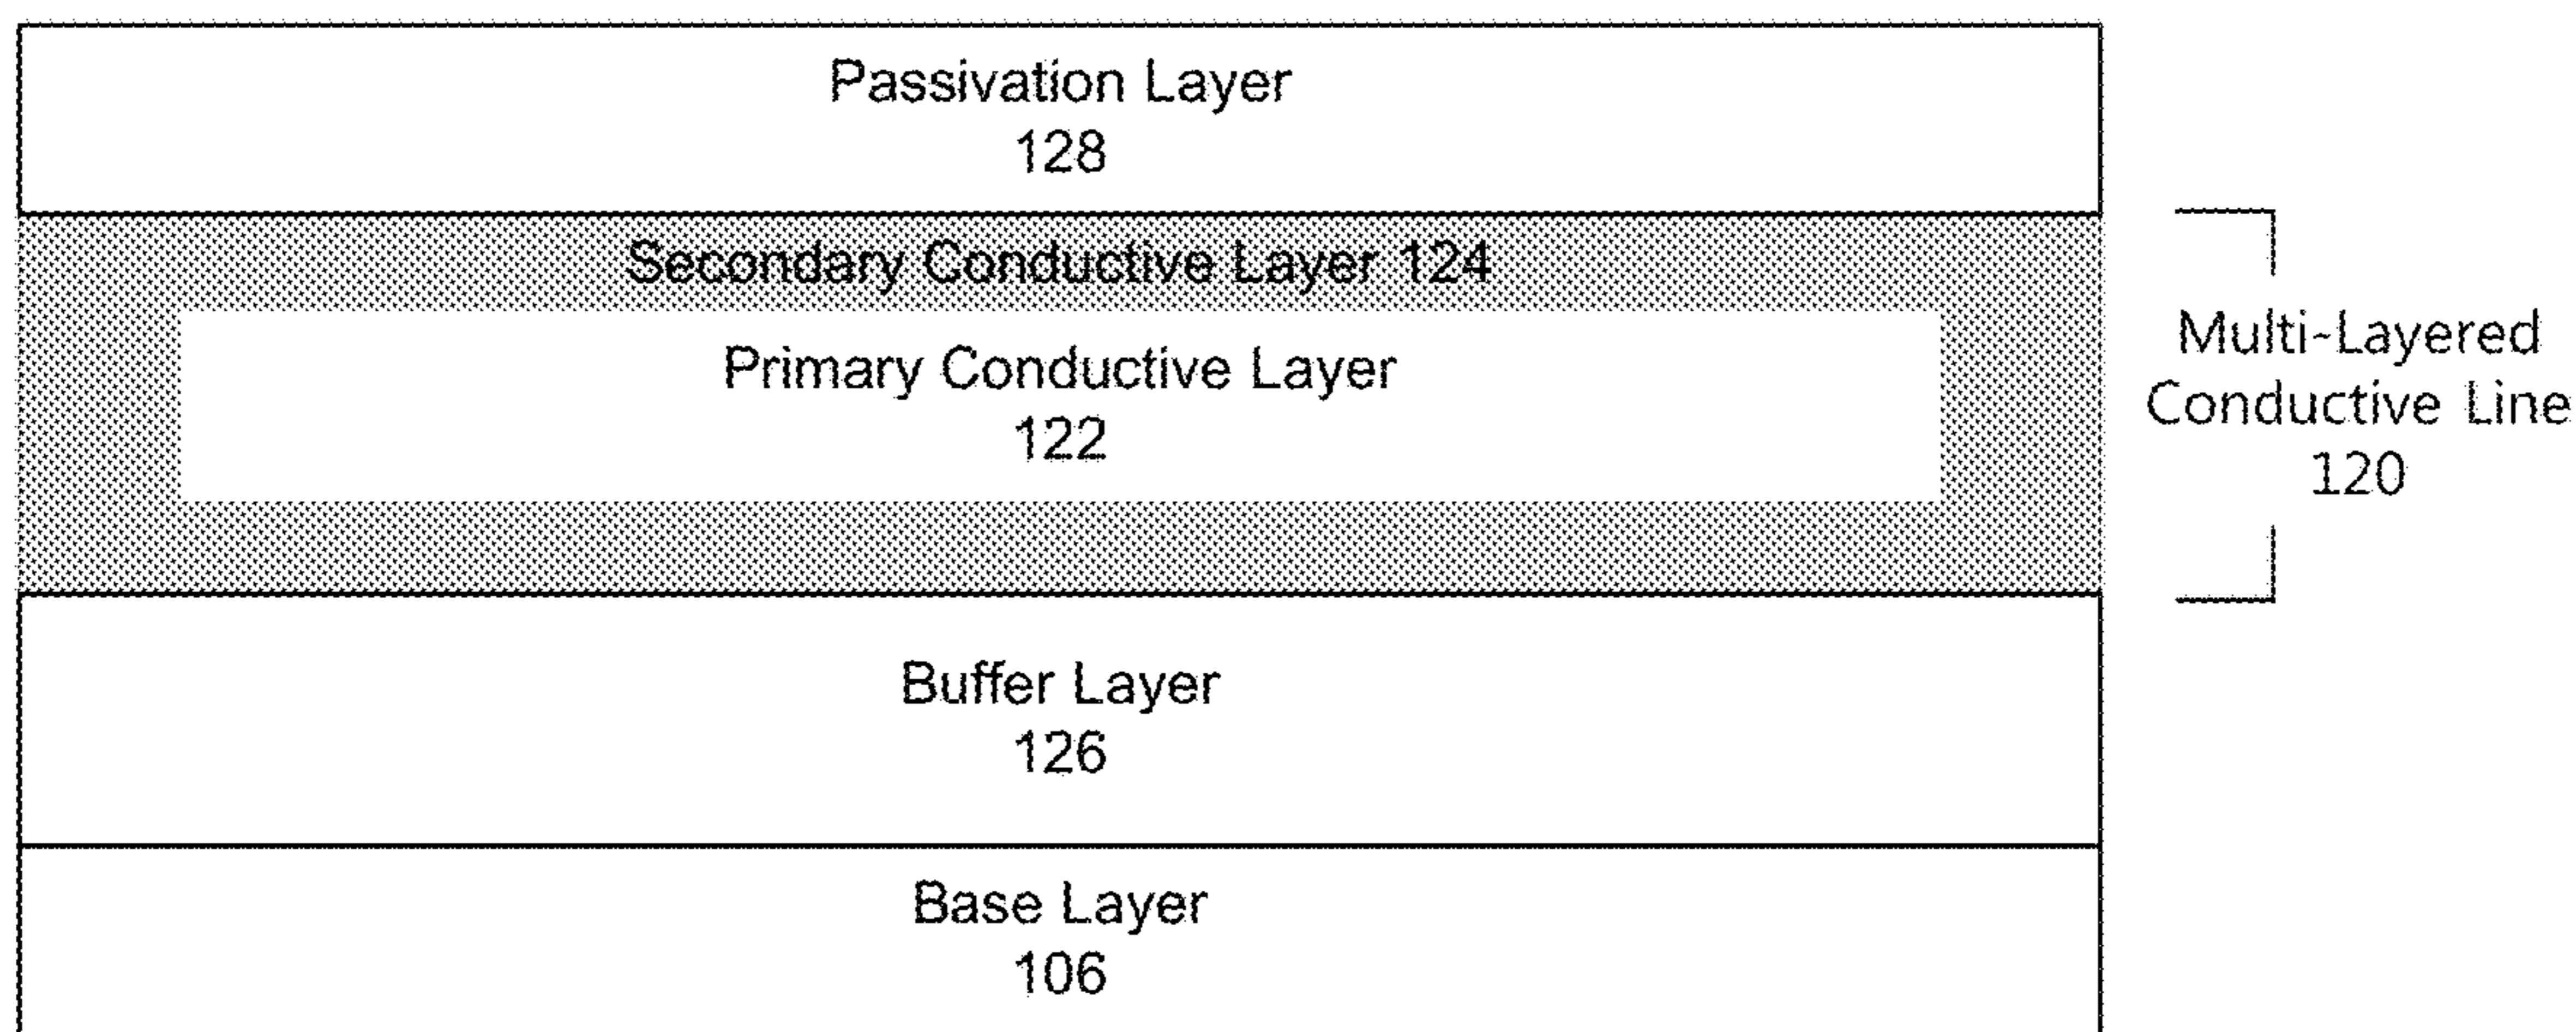 Passivation Layer
128
Secondary Conductive Layer 124
Primary Conductive Layer
122
Multi-Layered
Conductive Line
120
Buffer Layer
126
Base Layer
106